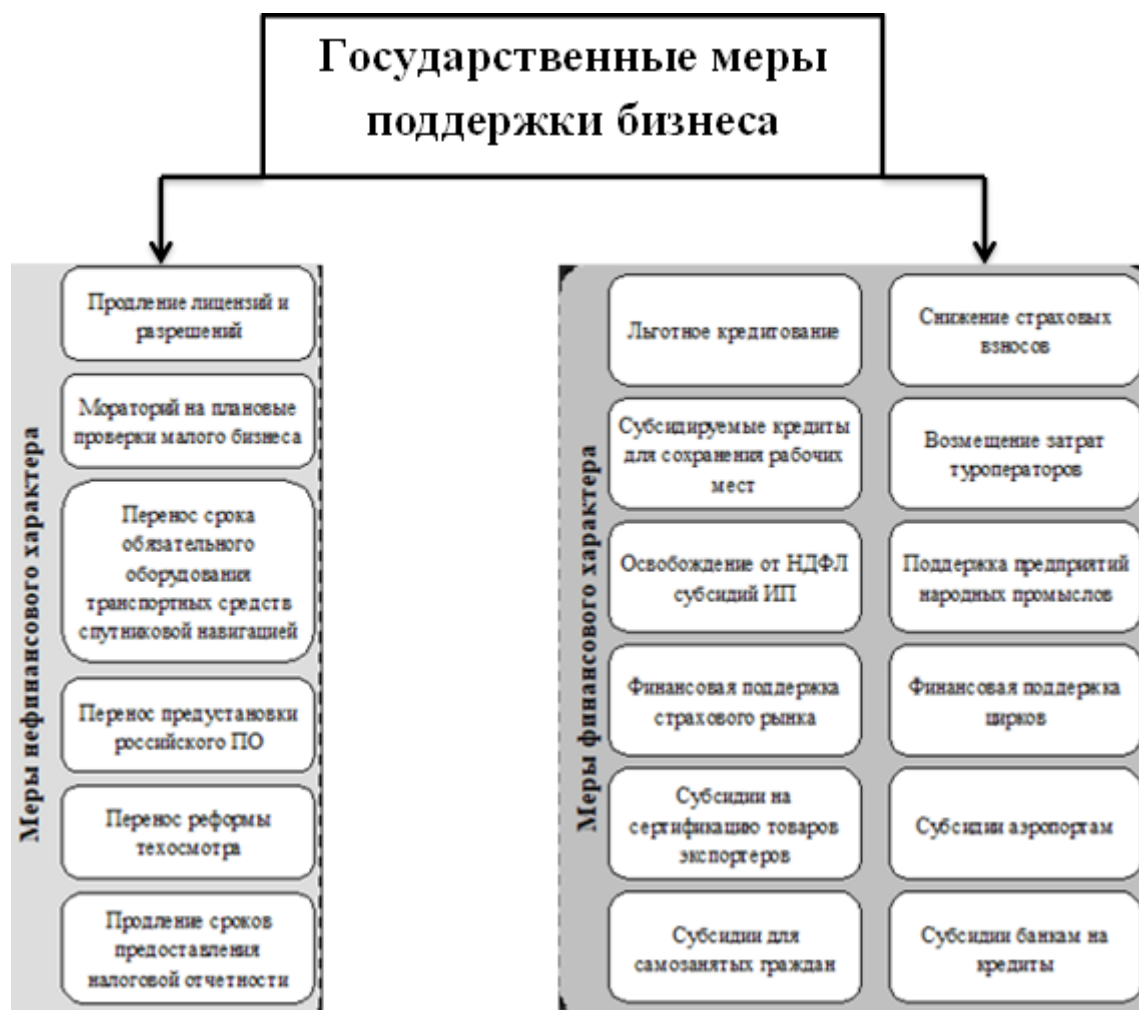 Государственные меры
поддержки бизнеса
Меры нефинансового характера
Продление лицензий и
разрешений
Мораторий на плановые
проверки малого бизнеса
Перенос срока
обязательного
оборудования
транспортных средств
спутниковой навигацией
Перенос предустановки
российского ПО
Перенос реформы
техосмотра
Продление сроков
предоставления
налоговой отчетности
Меры финансового характера
Льготное кредитование
Субсидируемые кредиты
для сохранения рабочих
мест
Освобождение от НДФЛ
субсидий ИП
Финансовая поддержка
страхового рынка
Субсидии на
сертификацию товаров
экспортеров
Субсидии для
самозанятых граждан
Снижение страховых
взносов
Возмещение затрат
туроператоров
Поддержка предприятий
народных промыслов
Финансовая поддержка
цирков
Субсидии аэропортам
Субсидии банкам на
кредиты